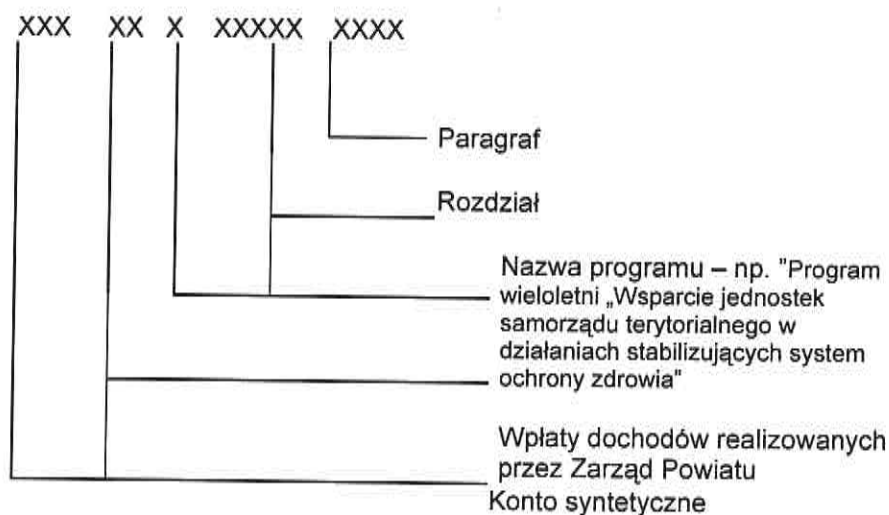 XXX XX X XXXXX XXXX
Paragraf
Rozdział
Nazwa programu – np. "Program
wieloletni „Wsparcie jednostek
samorządu terytorialnego w
działaniach stabilizujących system
ochrony zdrowia"
Wpłaty dochodów realizowanych
przez Zarząd Powiatu
Konto syntetyczne